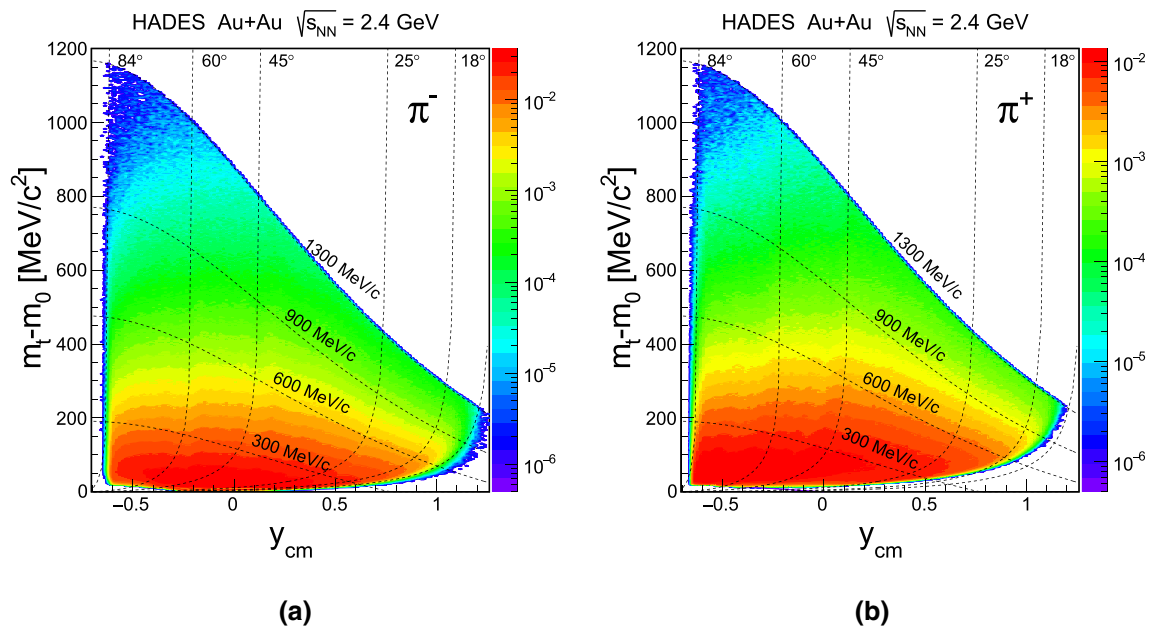 HADES Au+Au √s_NN = 2.4 GeV
1200
1000
800
600
400
200
0
m_t-m_0 [MeV/c²]
84°
60°
45°
25°
18°
π⁻
1300 MeV/c
900 MeV/c
600 MeV/c
300 MeV/c
−0.5
0
0.5
1
y_cm
10⁻²
10⁻³
10⁻⁴
10⁻⁵
10⁻⁶
(a)
HADES Au+Au √s_NN = 2.4 GeV
1200
1000
800
600
400
200
0
m_t-m_0 [MeV/c²]
84°
60°
45°
25°
18°
π⁺
1300 MeV/c
900 MeV/c
600 MeV/c
300 MeV/c
−0.5
0
0.5
1
y_cm
10⁻²
10⁻³
10⁻⁴
10⁻⁵
10⁻⁶
(b)